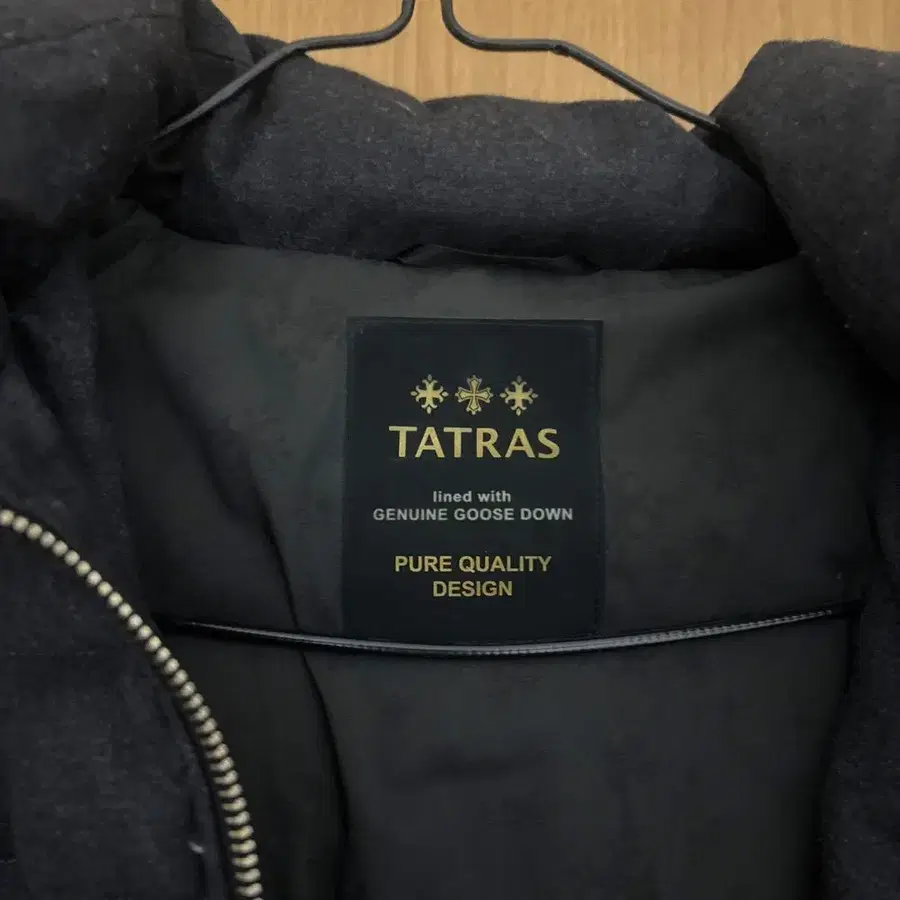 TATRAS
lined with
GENUINE GOOSE DOWN
PURE QUALITY
DESIGN